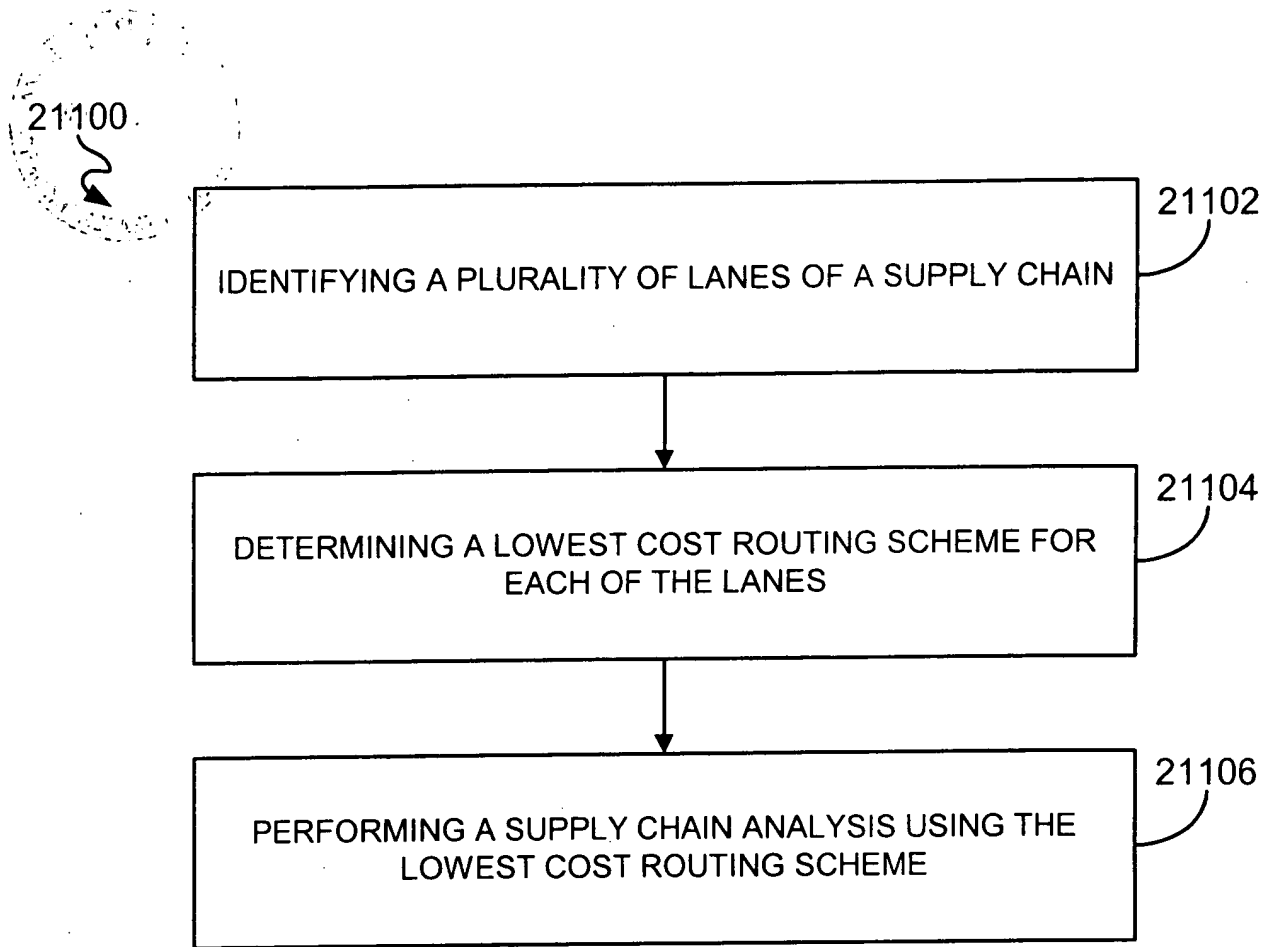 21100
21102
IDENTIFYING A PLURALITY OF LANES OF A SUPPLY CHAIN
21104
DETERMINING A LOWEST COST ROUTING SCHEME FOR
EACH OF THE LANES
21106
PERFORMING A SUPPLY CHAIN ANALYSIS USING THE
LOWEST COST ROUTING SCHEME